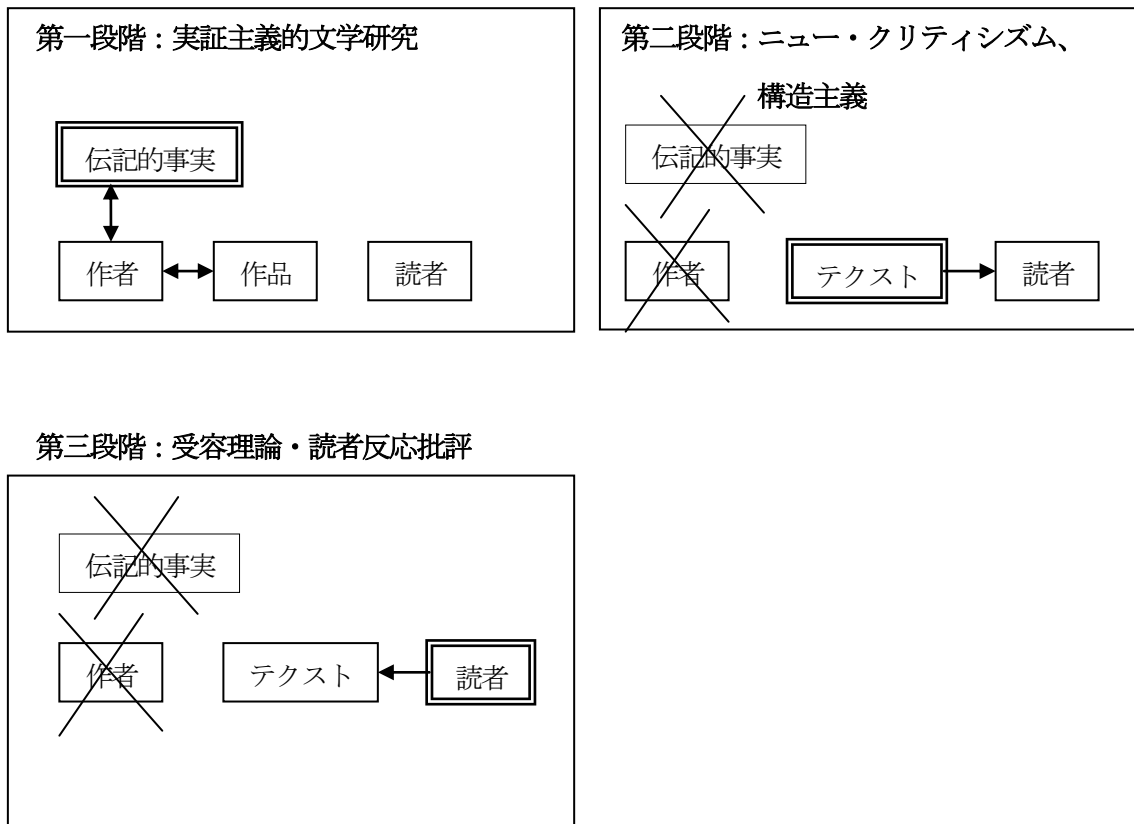 第一段階：実証主義的文学研究
伝記的事実
作者
作品
読者
第二段階：ニュー・クリティシズム、
構造主義
伝記的事実
作者
テクスト
読者
第三段階：受容理論・読者反応批評
伝記的事実
作者
テクスト
読者